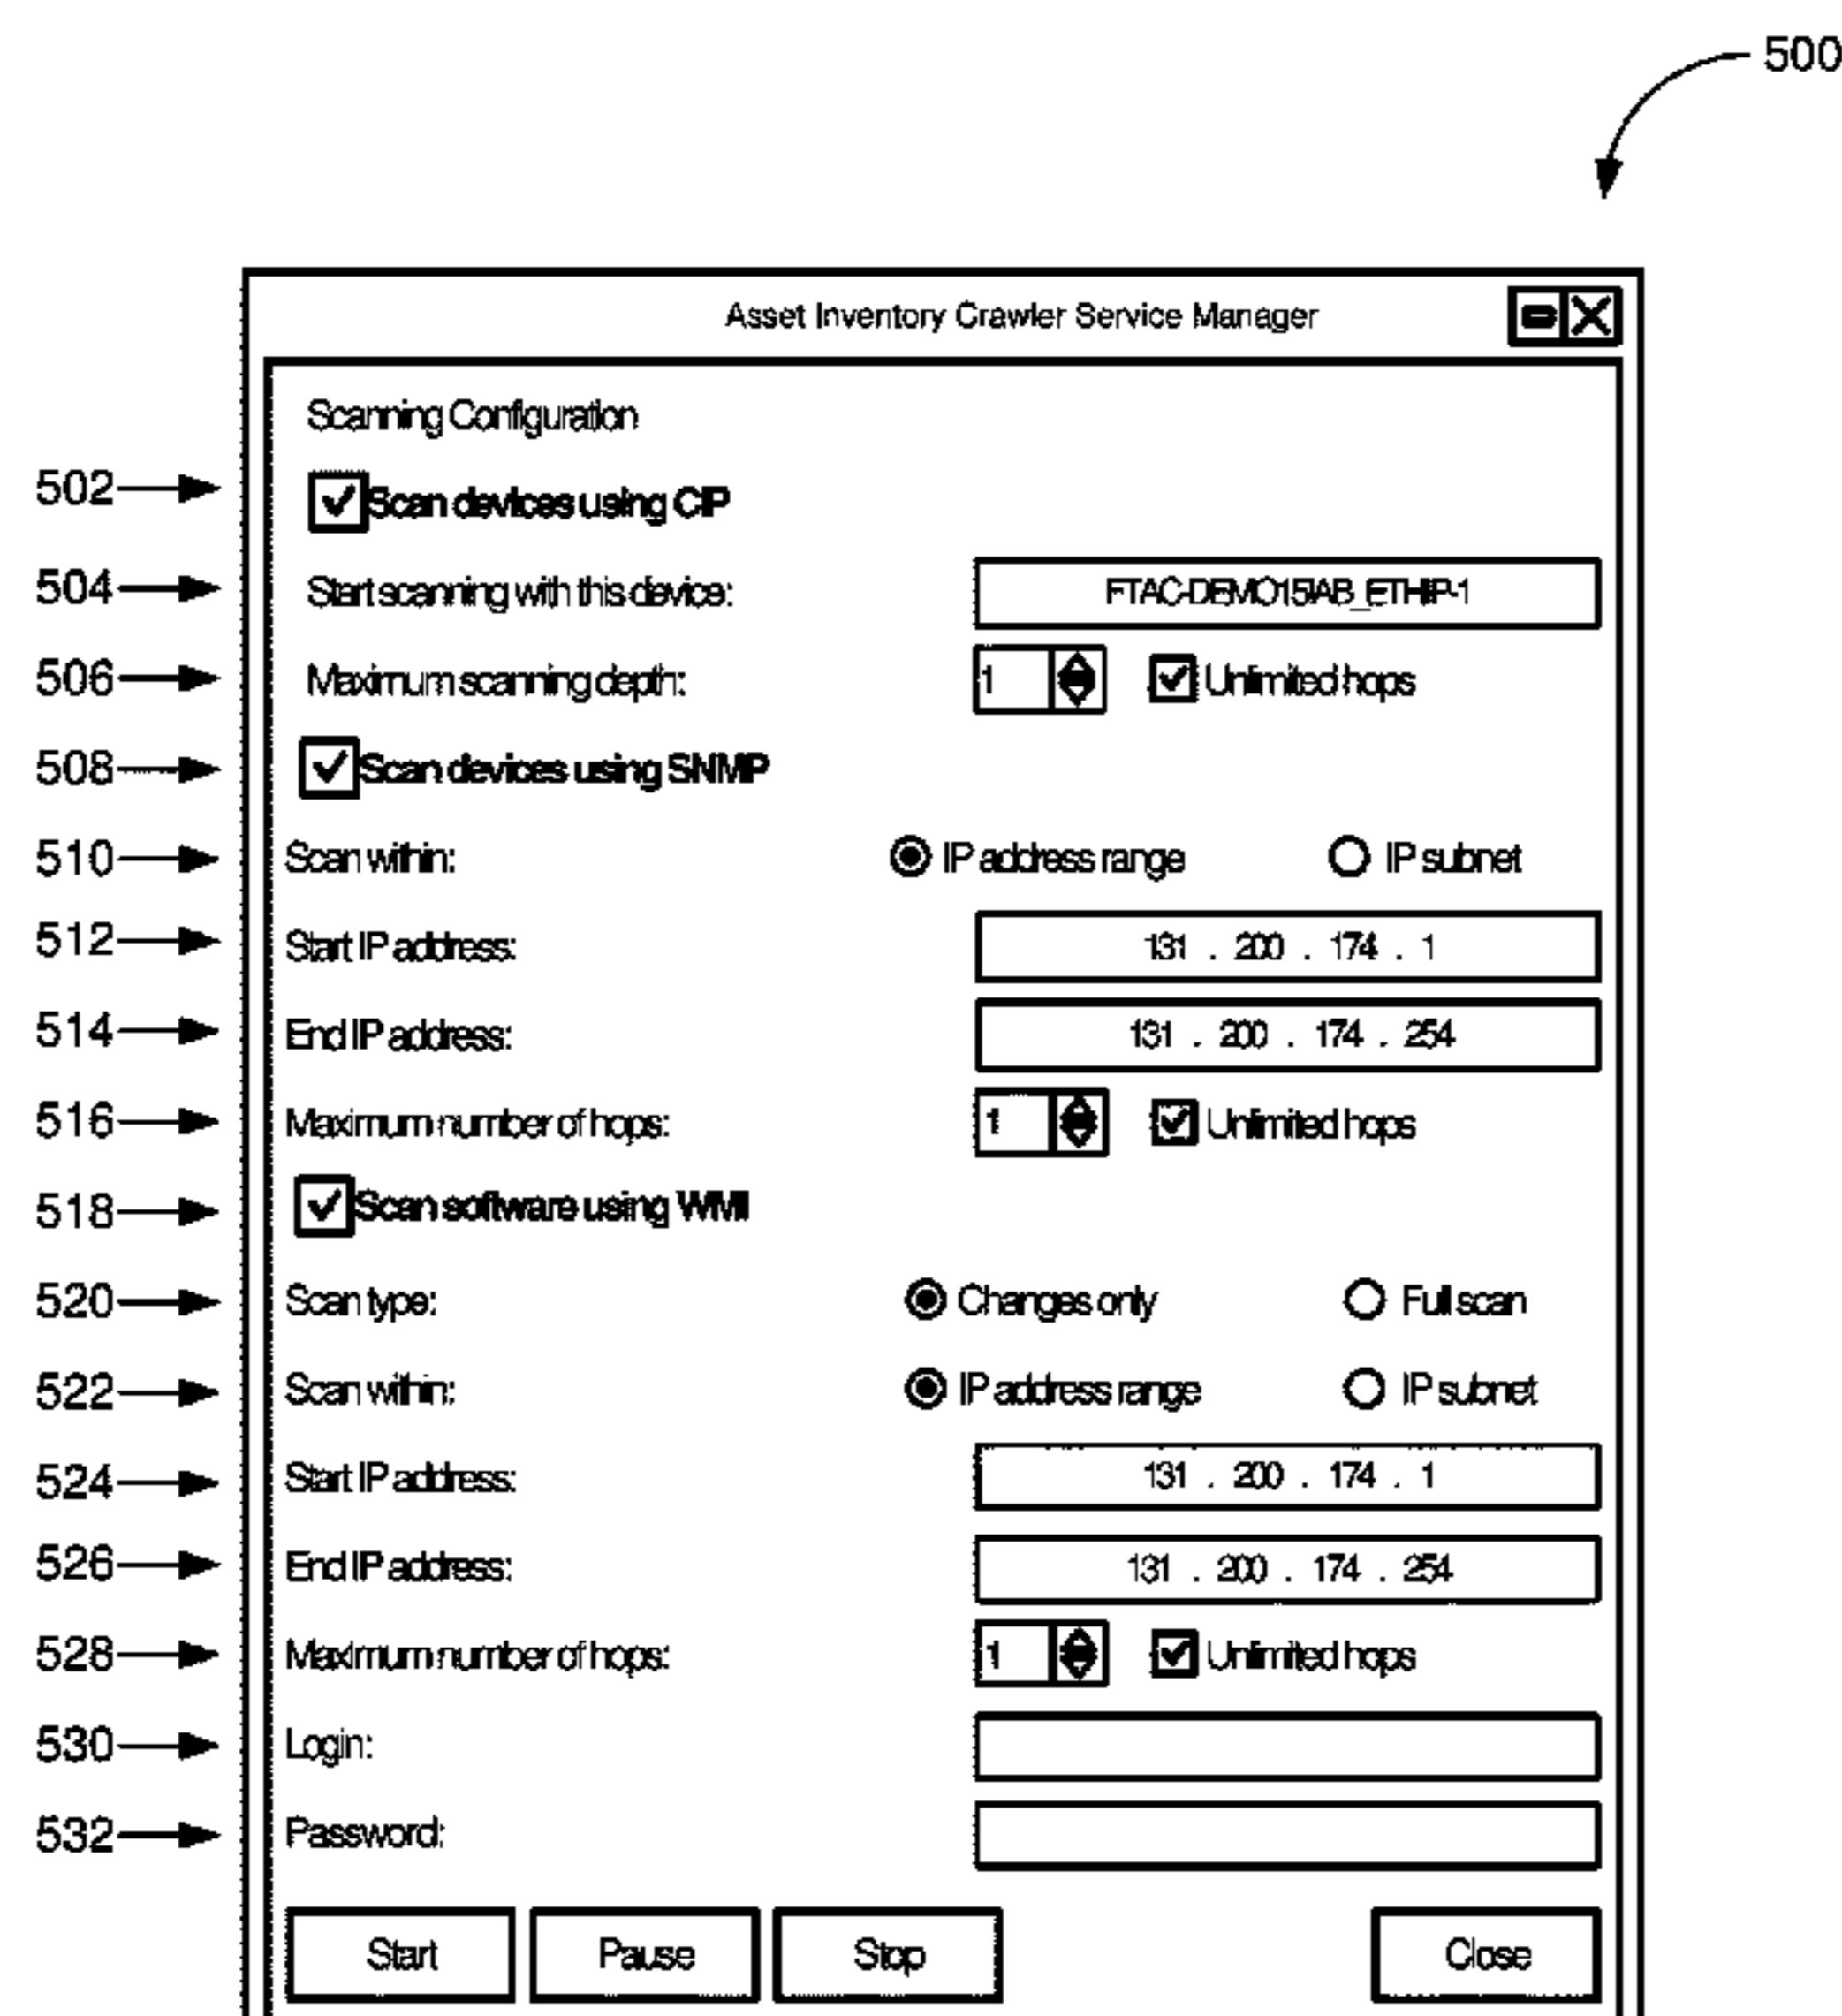 500
Asset Inventory Crawler Service Manager
Scanning Configuration
502 Scan devices using CIP
504 Start scanning with this device: FTAC-DEMO15!AB_ETHIP-1
506 Maximum scanning depth: 1 Unlimited hops
508 Scan devices using SNMP
510 Scan within: IP address range IP subnet
512 Start IP address: 131 . 200 . 174 . 1
514 End IP address: 131 . 200 . 174 . 254
516 Maximum number of hops: 1 Unlimited hops
518 Scan software using WMI
520 Scan type: Changes only Full scan
522 Scan within: IP address range IP subnet
524 Start IP address: 131 . 200 . 174 . 1
526 End IP address: 131 . 200 . 174 . 254
528 Maximum number of hops: 1 Unlimited hops
530 Login:
532 Password:
Start Pause Stop Close